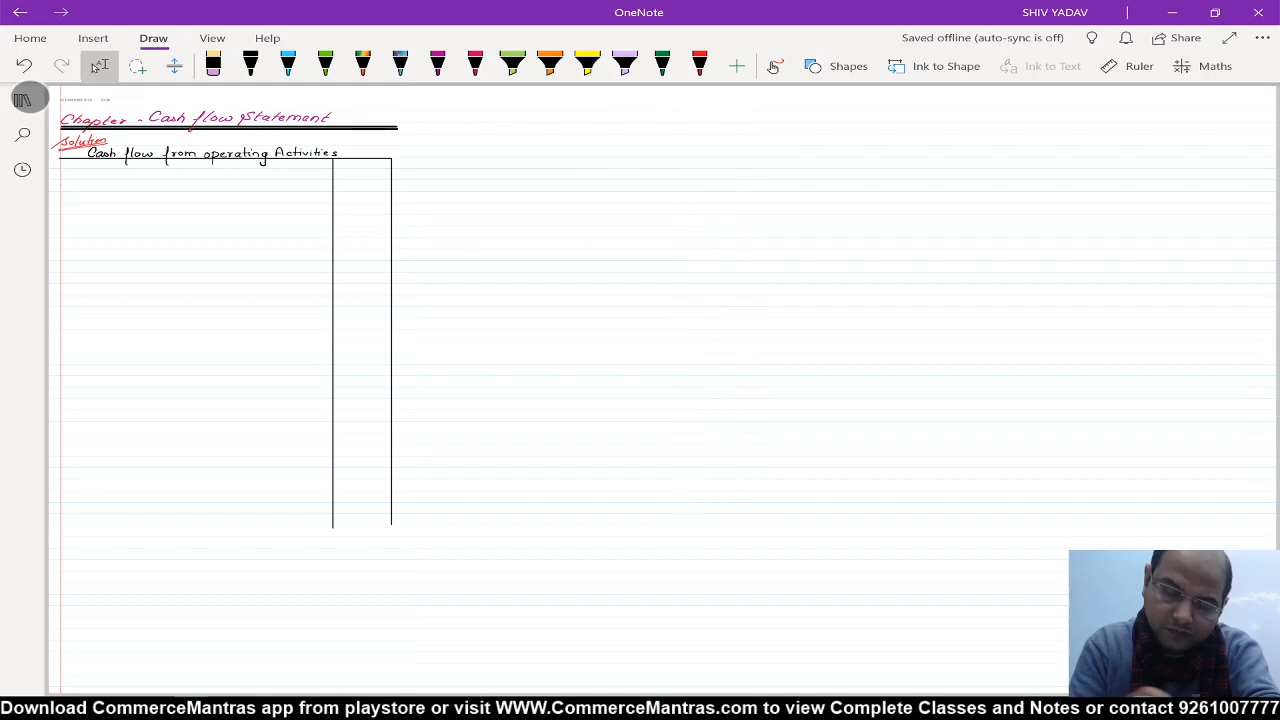 OneNote
SHIV YADAV
Home Insert Draw View Help
Saved offline (auto-sync is off) Share
Shapes Ink to Shape Ink to Text Ruler Maths
Chapter - Cash flow Statement
Solution
Cash flow from operating Activities
Download CommerceMantras app from playstore or visit WWW.CommerceMantras.com to view Complete Classes and Notes or contact 9261007777